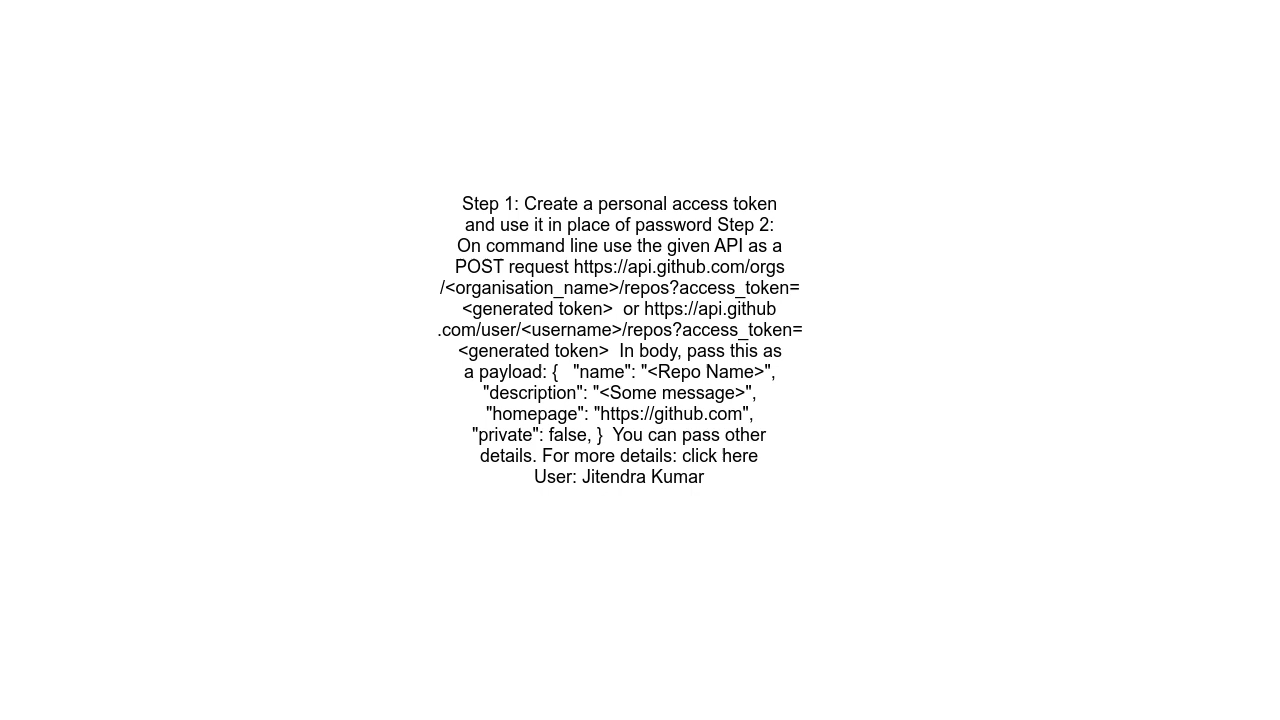 Step 1: Create a personal access token
and use it in place of password Step 2:
On command line use the given API as a
POST request https://api.github.com/orgs
/<organisation_name>/repos?access_token=
<generated token>  or https://api.github
.com/user/<username>/repos?access_token=
<generated token>  In body, pass this as
a payload: {   "name": "<Repo Name>",
"description": "<Some message>",
"homepage": "https://github.com",
"private": false, }  You can pass other
details. For more details: click here
User: Jitendra Kumar